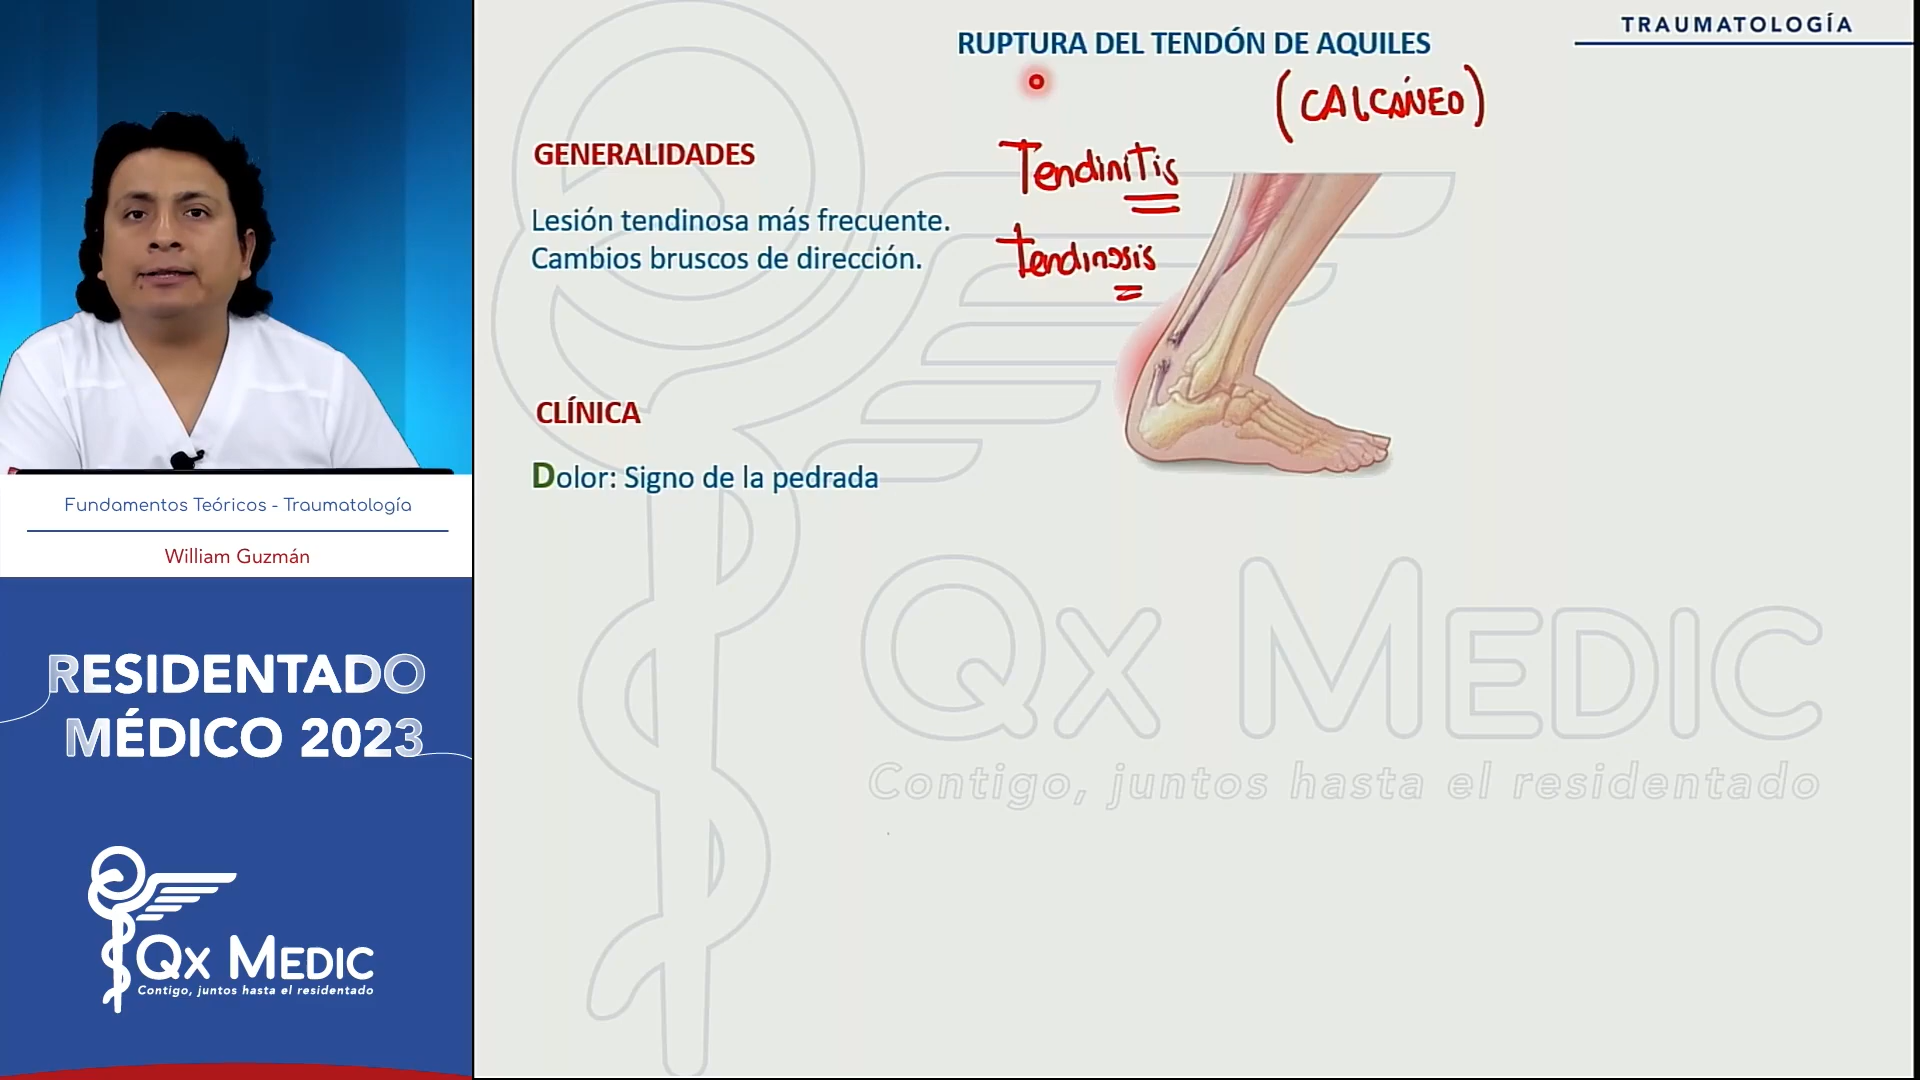 TRAUMATOLOGÍA
RUPTURA DEL TENDÓN DE AQUILES
(CALCÁNEO)
GENERALIDADES
Tendinitis
Lesión tendinosa más frecuente.
Cambios bruscos de dirección.
Tendinosis
CLÍNICA
Dolor: Signo de la pedrada
Fundamentos Teóricos - Traumatología
William Guzmán
RESIDENTADO
MÉDICO 2023
Qx MEDIC
Contigo, juntos hasta el residentado
Qx MEDIC
Contigo, juntos hasta el residentado